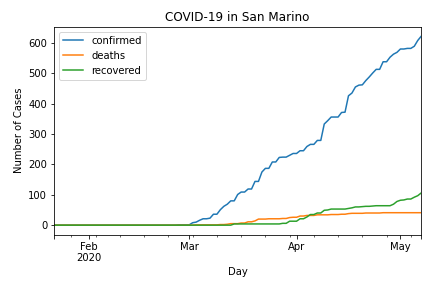 COVID-19 in San Marino
confirmed
deaths
recovered
Number of Cases
600
500
400
300
200
100
0
Feb
2020
Mar
Apr
May
Day